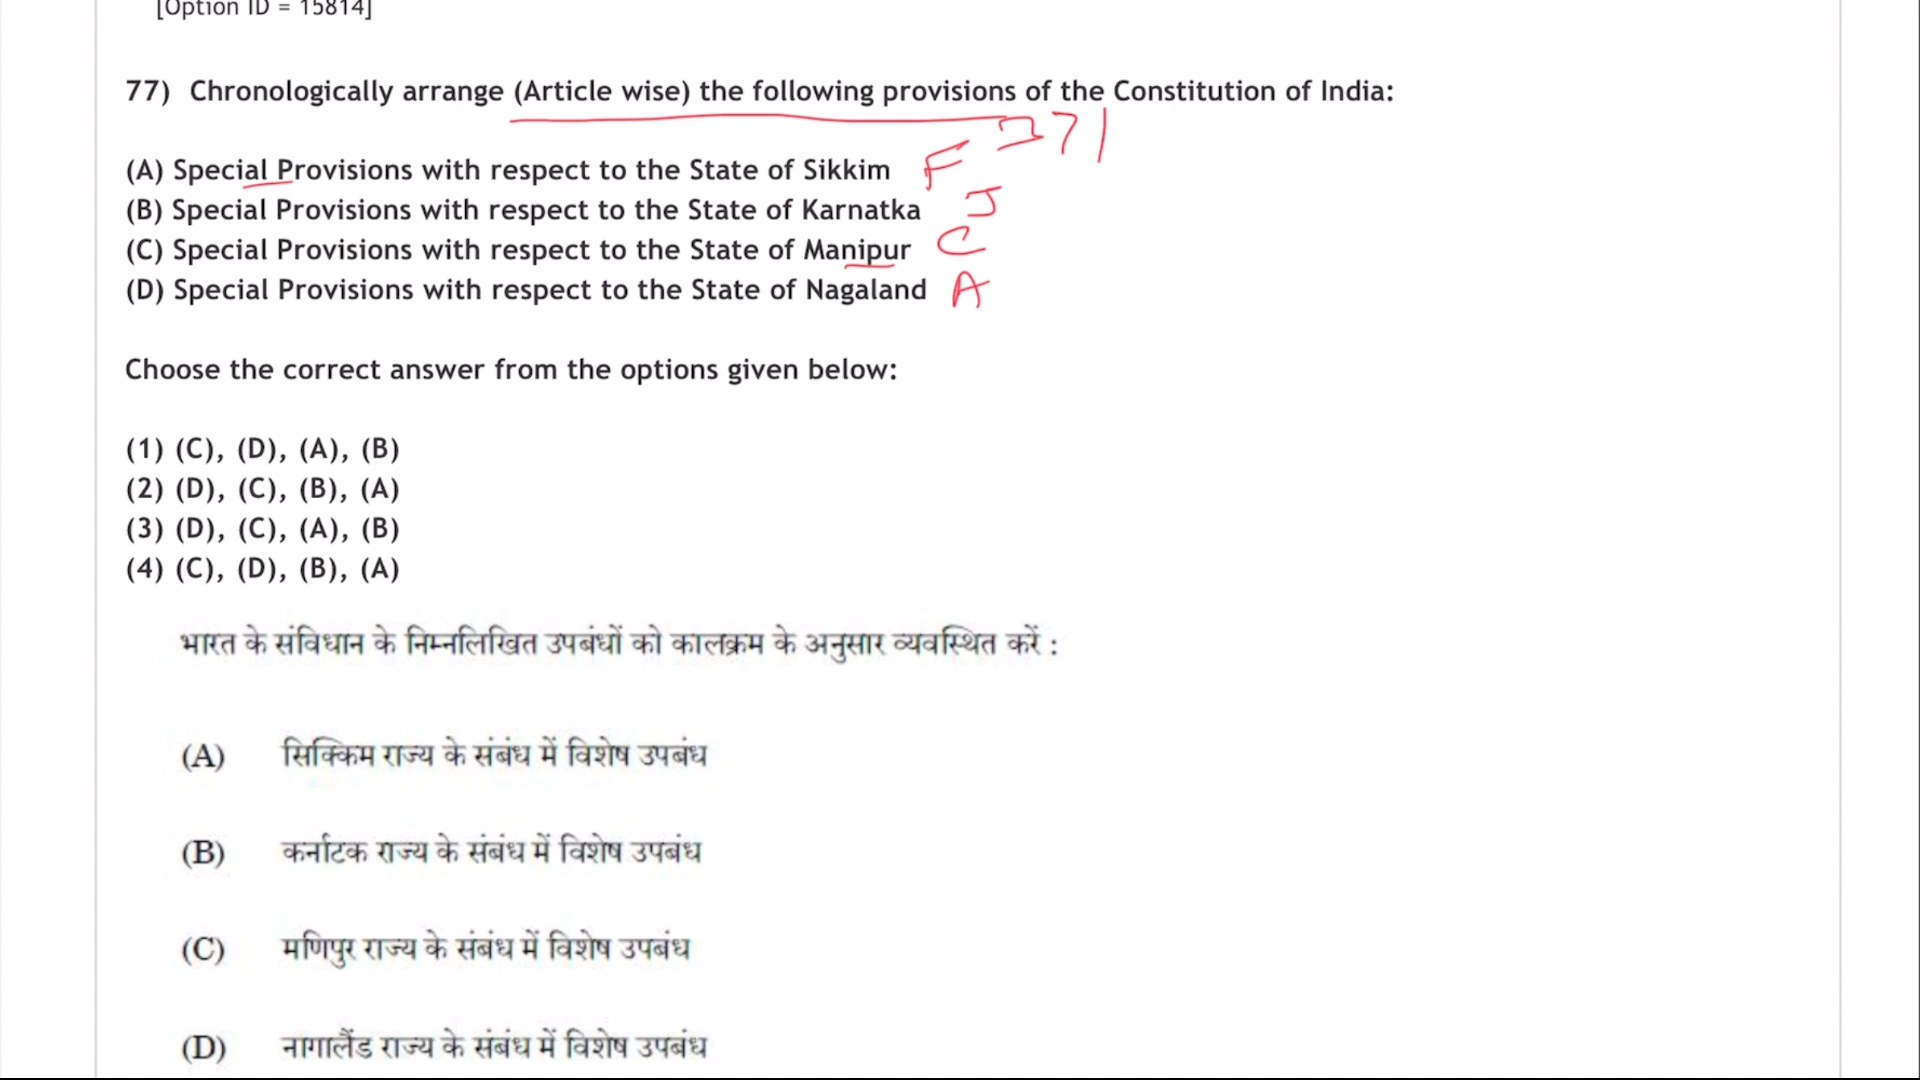 [Option ID = 15814]
77) Chronologically arrange (Article wise) the following provisions of the Constitution of India:
371
(A) Special Provisions with respect to the State of Sikkim F
(B) Special Provisions with respect to the State of Karnatka J
(C) Special Provisions with respect to the State of Manipur C
(D) Special Provisions with respect to the State of Nagaland A
Choose the correct answer from the options given below:
(1) (C), (D), (A), (B)
(2) (D), (C), (B), (A)
(3) (D), (C), (A), (B)
(4) (C), (D), (B), (A)
भारत के संविधान के निम्नलिखित उपबंधों को कालक्रम के अनुसार व्यवस्थित करें :
(A) सिक्किम राज्य के संबंध में विशेष उपबंध
(B) कर्नाटक राज्य के संबंध में विशेष उपबंध
(C) मणिपुर राज्य के संबंध में विशेष उपबंध
(D) नागालैंड राज्य के संबंध में विशेष उपबंध